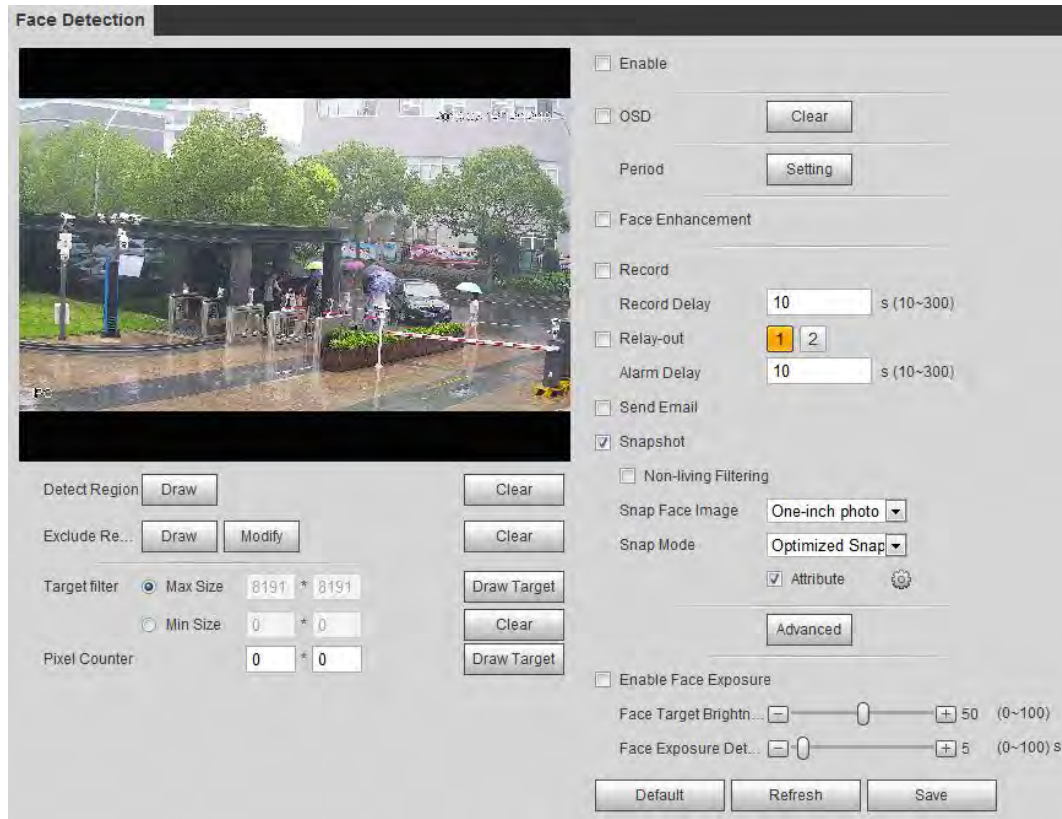 Face Detection
Enable
OSD Clear
Period Setting
Face Enhancement
Record
Record Delay 10 s (10~300)
Relay-out 1 2
Alarm Delay 10 s (10~300)
Send Email
Snapshot
Non-living Filtering
Snap Face Image One-inch photo
Snap Mode Optimized Snap
Attribute
Advanced
Enable Face Exposure
Face Target Brightn... 50 (0~100)
Face Exposure Det... 5 (0~100) s
Default Refresh Save
IPC
Detect Region Draw Clear
Exclude Re... Draw Modify Clear
Target filter Max Size 8191 * 8191 Draw Target
Min Size 0 * 0 Clear
Pixel Counter 0 * 0 Draw Target